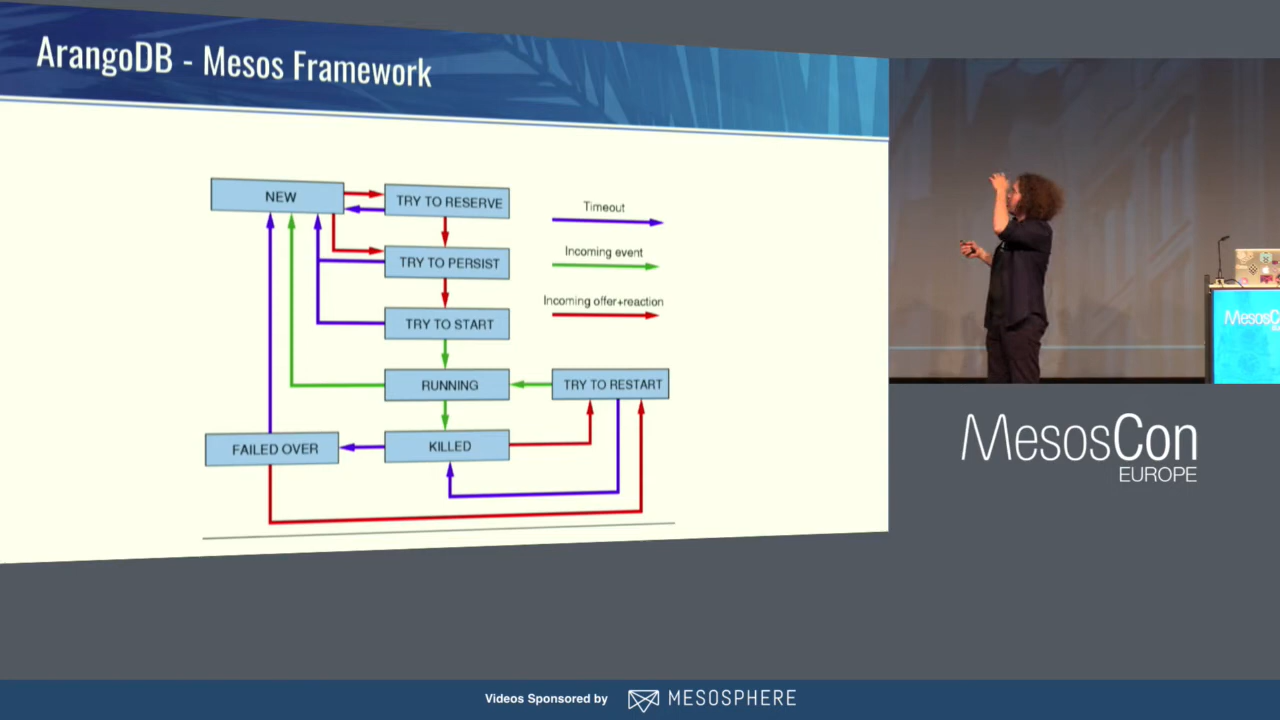 ArangoDB - Mesos Framework
NEW
TRY TO RESERVE
TRY TO PERSIST
TRY TO START
RUNNING
TRY TO RESTART
FAILED OVER
KILLED
Timeout
Incoming event
Incoming offer+reaction
MesosC
MesosCon
EUROPE
Videos Sponsored by
MESOSPHERE